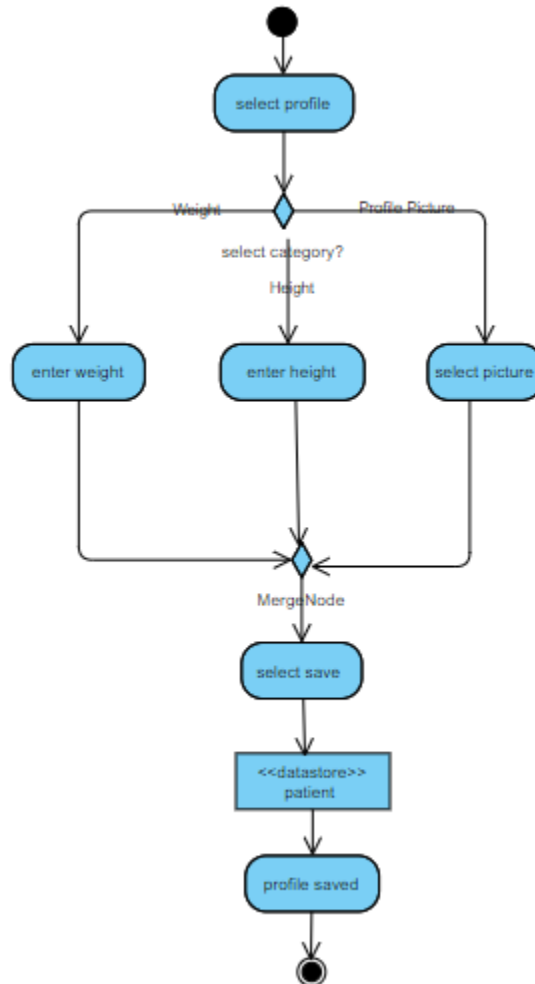 select profile
Weight
Profile Picture
select category?
Height
enter weight
enter height
select picture
MergeNode
select save
<<datastore>>
patient
profile saved